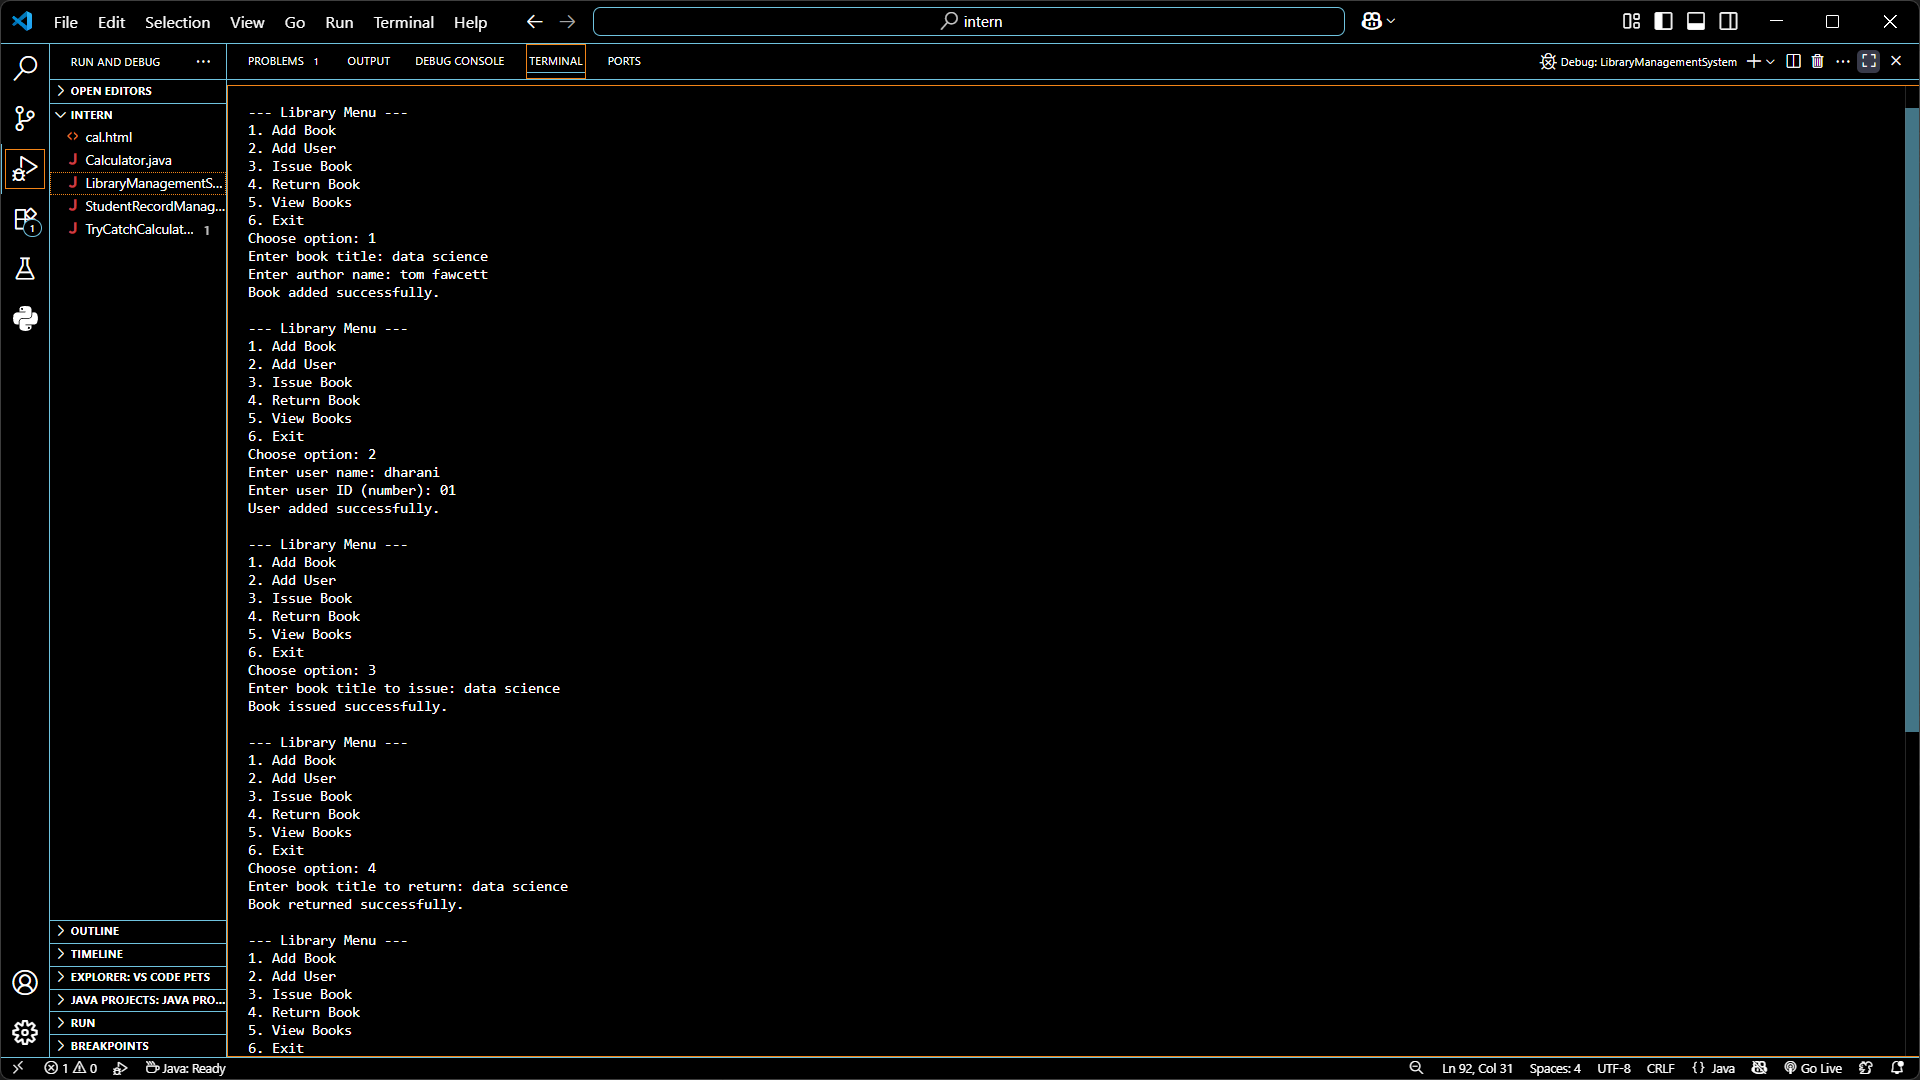 File Edit Selection View Go Run Terminal Help intern
RUN AND DEBUG PROBLEMS 1 OUTPUT DEBUG CONSOLE TERMINAL PORTS Debug: LibraryManagementSystem
OPEN EDITORS
INTERN
cal.html
Calculator.java
LibraryManagementS...
StudentRecordManag...
TryCatchCalculat... 1
1
OUTLINE
TIMELINE
EXPLORER: VS CODE PETS
JAVA PROJECTS: JAVA PRO...
RUN
BREAKPOINTS
--- Library Menu ---
1. Add Book
2. Add User
3. Issue Book
4. Return Book
5. View Books
6. Exit
Choose option: 1
Enter book title: data science
Enter author name: tom fawcett
Book added successfully.
--- Library Menu ---
1. Add Book
2. Add User
3. Issue Book
4. Return Book
5. View Books
6. Exit
Choose option: 2
Enter user name: dharani
Enter user ID (number): 01
User added successfully.
--- Library Menu ---
1. Add Book
2. Add User
3. Issue Book
4. Return Book
5. View Books
6. Exit
Choose option: 3
Enter book title to issue: data science
Book issued successfully.
--- Library Menu ---
1. Add Book
2. Add User
3. Issue Book
4. Return Book
5. View Books
6. Exit
Choose option: 4
Enter book title to return: data science
Book returned successfully.
--- Library Menu ---
1. Add Book
2. Add User
3. Issue Book
4. Return Book
5. View Books
6. Exit
1 0 Java: Ready Ln 92, Col 31 Spaces: 4 UTF-8 CRLF {} Java Go Live